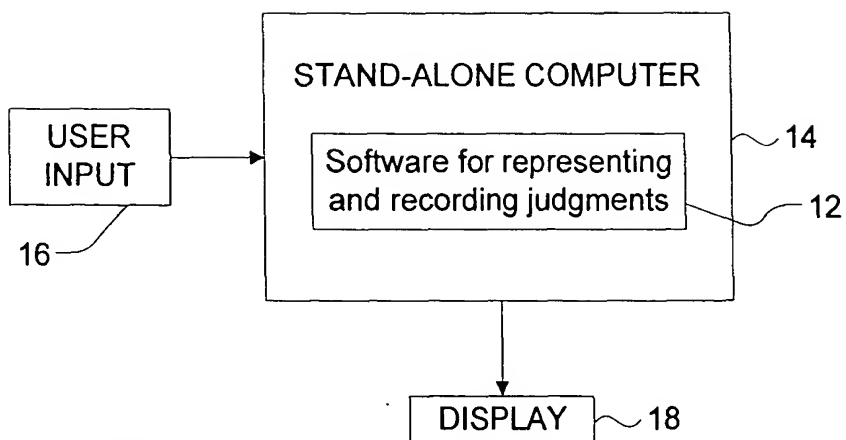 STAND-ALONE COMPUTER
USER
INPUT
Software for representing
and recording judgments
14
12
16
DISPLAY
18